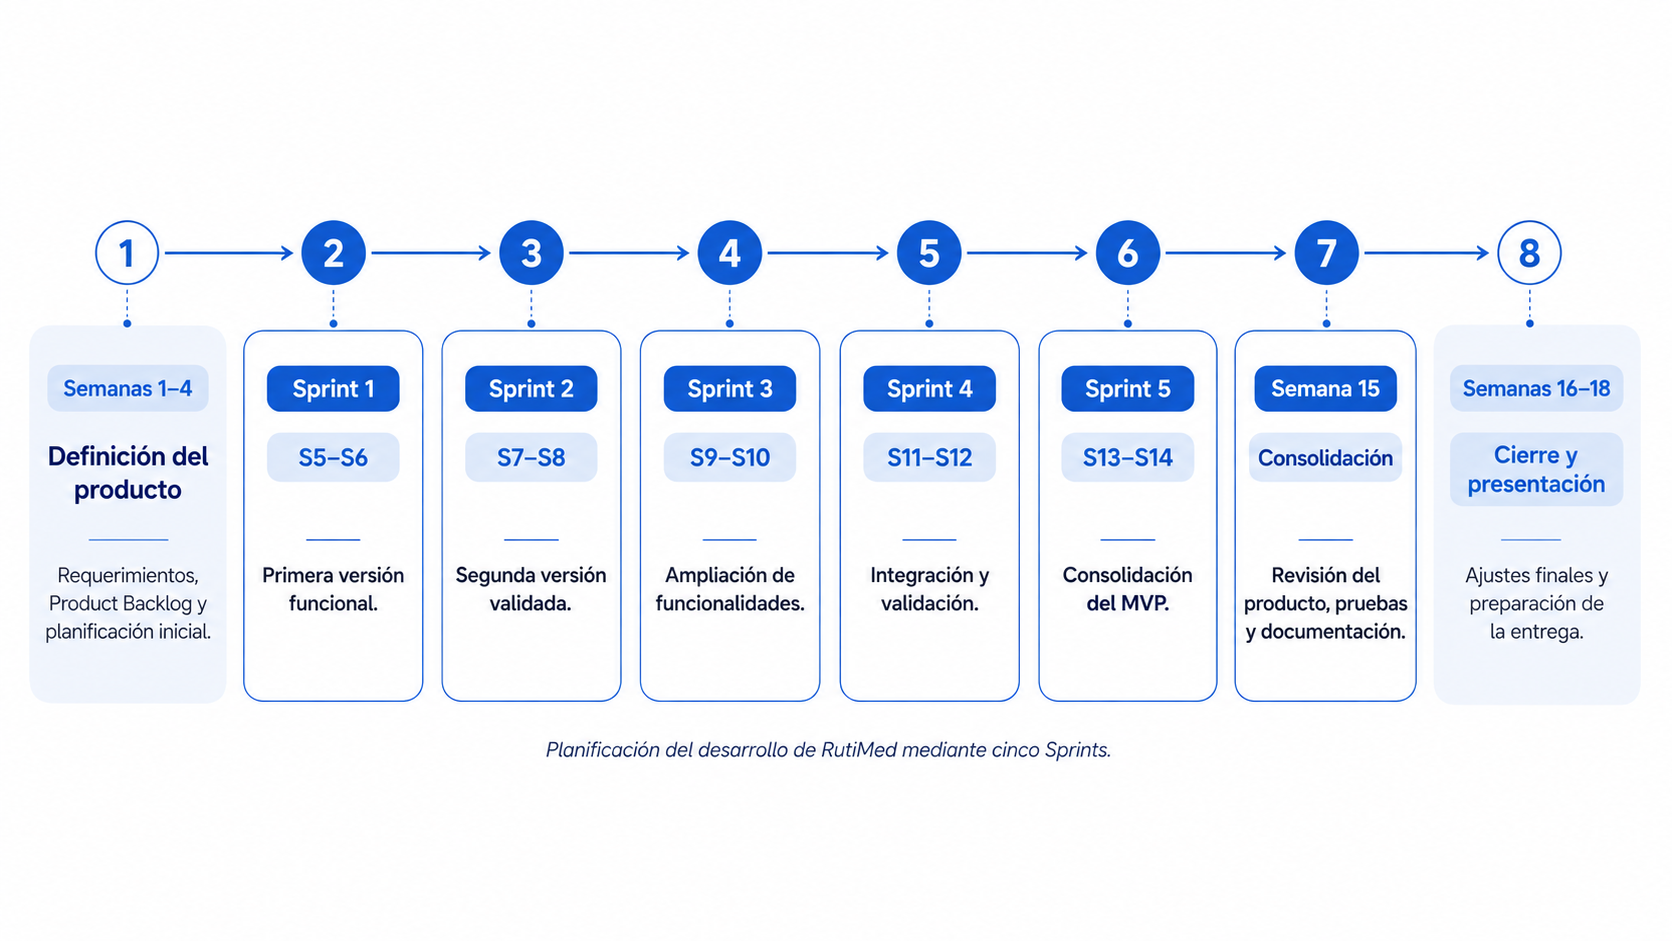 1
2
3
4
5
6
7
8
Semanas 1–4
Definición del
producto
Requerimientos,
Product Backlog y
planificación inicial.
Sprint 1
S5–S6
Primera versión
funcional.
Sprint 2
S7–S8
Segunda versión
validada.
Sprint 3
S9–S10
Ampliación de
funcionalidades.
Sprint 4
S11–S12
Integración y
validación.
Sprint 5
S13–S14
Consolidación
del MVP.
Semana 15
Consolidación
Revisión del
producto, pruebas
y documentación.
Semanas 16–18
Cierre y
presentación
Ajustes finales y
preparación de
la entrega.
Planificación del desarrollo de RutiMed mediante cinco Sprints.